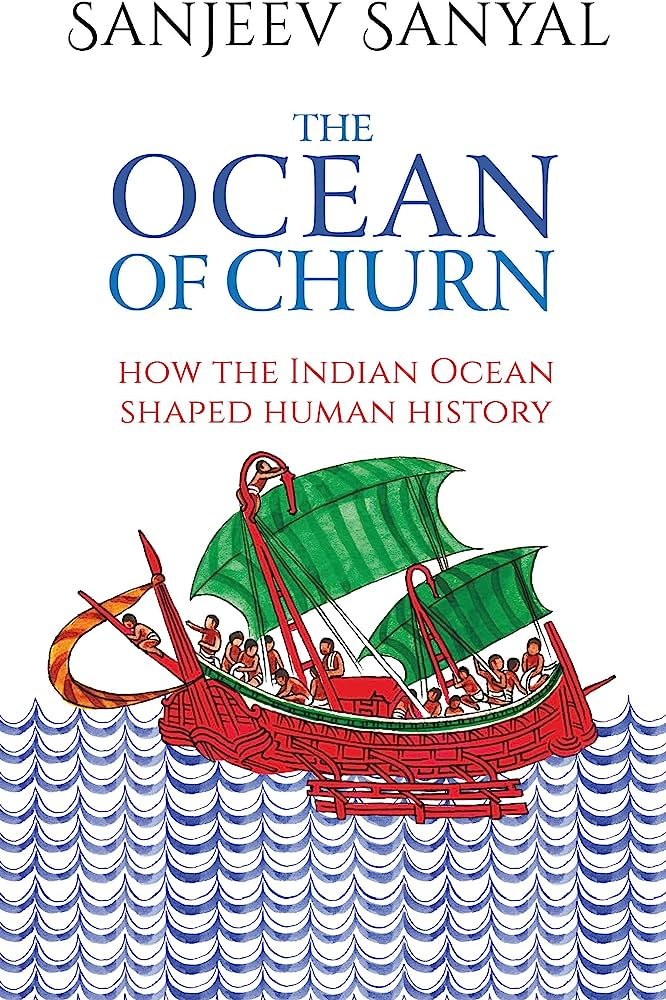 SANJEEV SANYAL
THE
OCEAN
OF CHURN
HOW THE INDIAN OCEAN
SHAPED HUMAN HISTORY